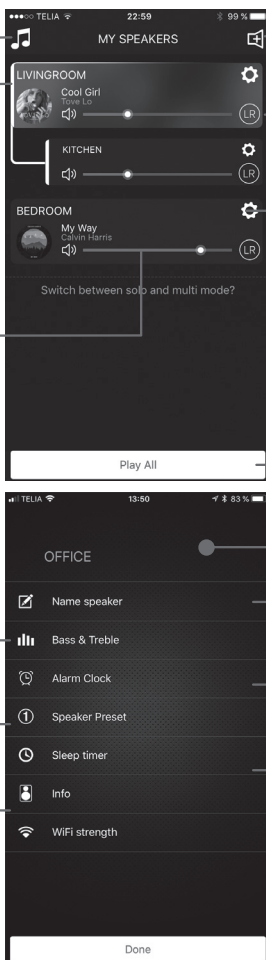 TELIA 22:59 99 %
MY SPEAKERS
LIVINGROOM
Cool Girl
Tove Lo
LR
KITCHEN
LR
BEDROOM
My Way
Calvin Harris
LR
Switch between solo and multi mode?
Play All
TELIA 13:50 83 %
OFFICE
Name speaker
Bass & Treble
Alarm Clock
1 Speaker Preset
Sleep timer
Info
WiFi strength
Done